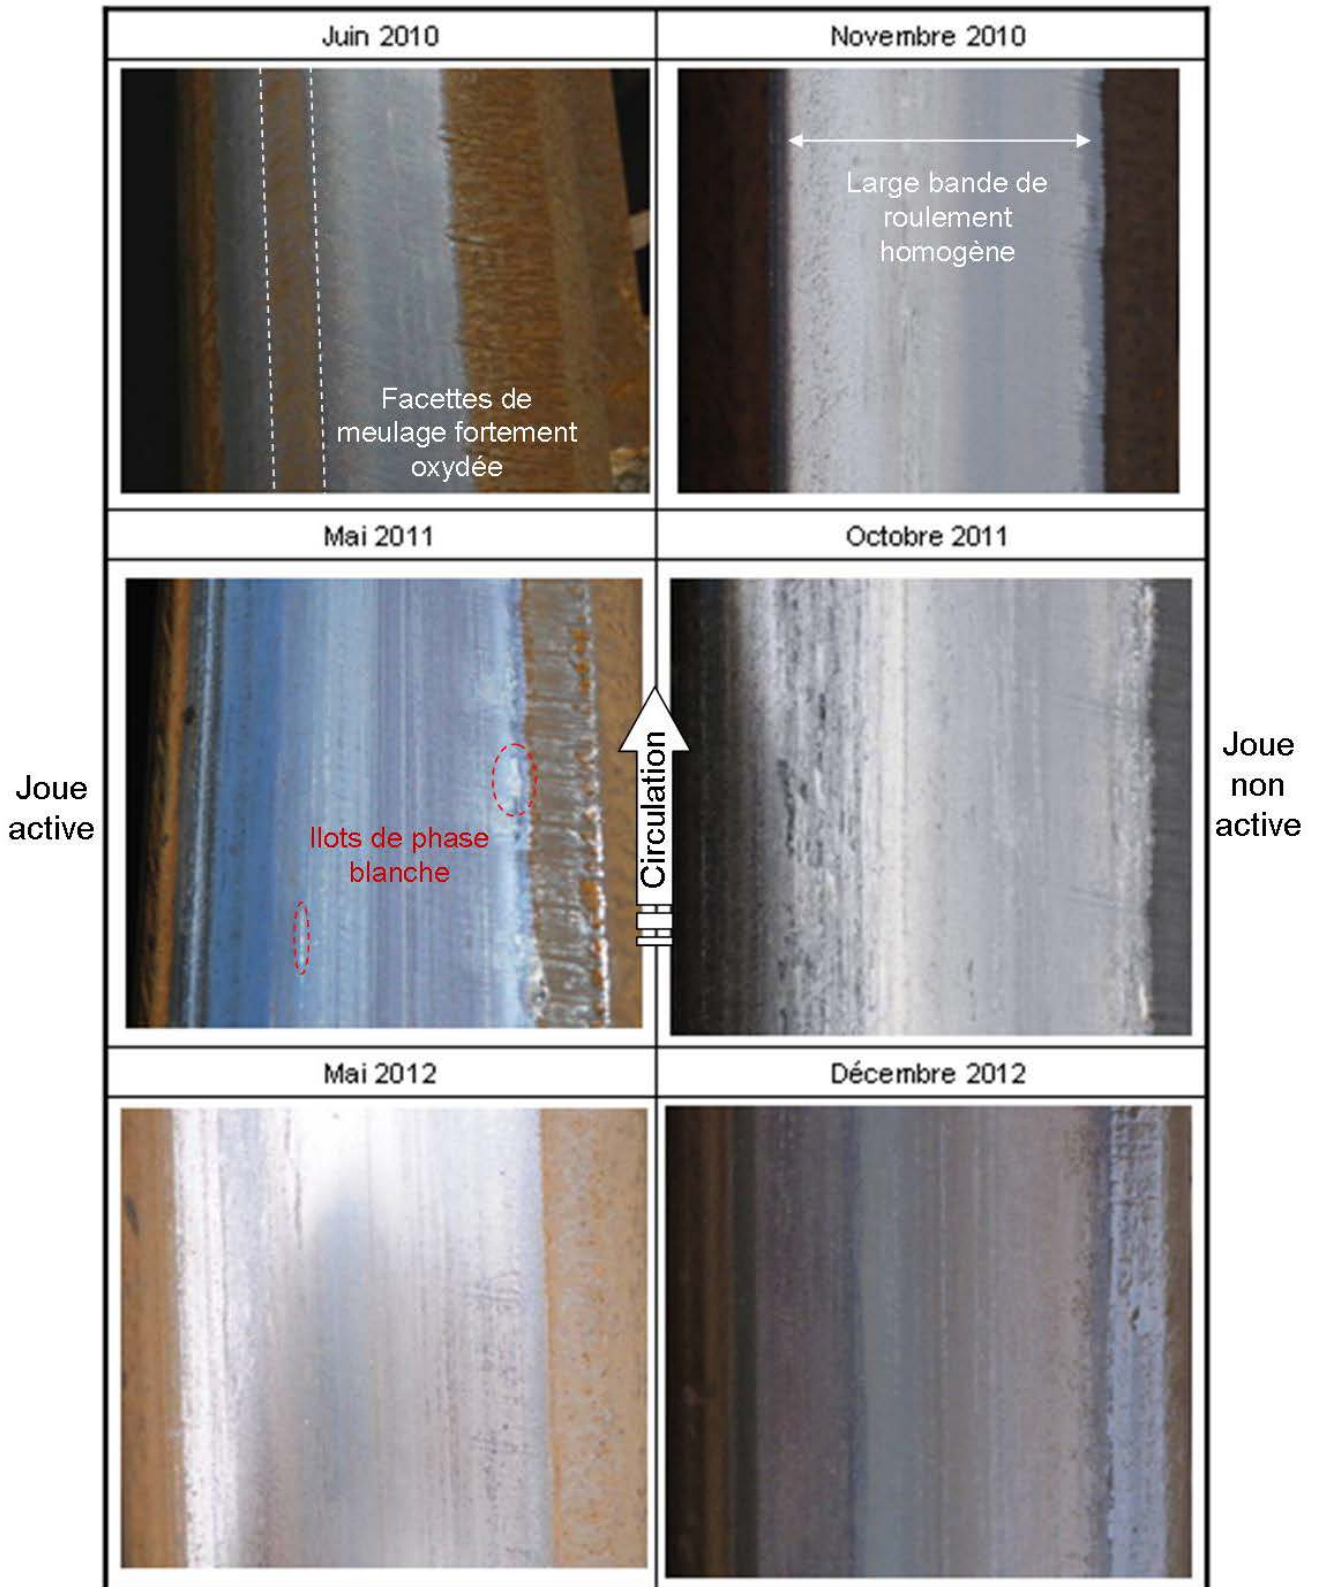 Juin 2010
Novembre 2010
Large bande de
roulement
homogène
Facettes de
meulage fortement
oxydée
Mai 2011
Octobre 2011
Joue
active
Ilots de phase
blanche
Circulation
Joue
non
active
Mai 2012
Décembre 2012